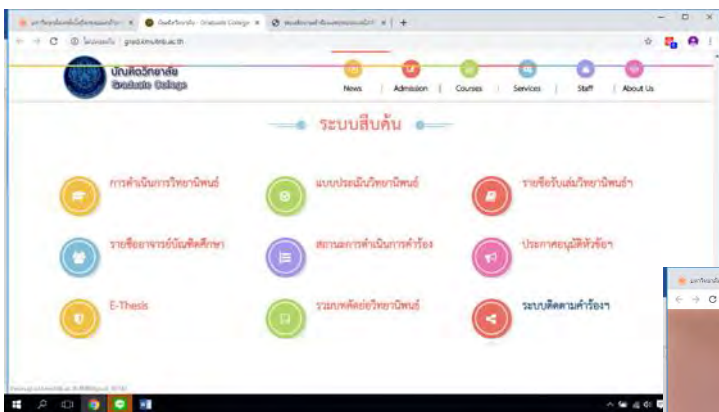 grad.kmutnb.ac.th
บัณฑิตวิทยาลัย
Graduate College
News | Admission | Courses | Services | Staff | About Us
ระบบสืบค้น
การดำเนินการวิทยานิพนธ์
แบบประเมินวิทยานิพนธ์
รายชื่อรับเล่มวิทยานิพนธ์ฯ
รายชื่ออาจารย์บัณฑิตศึกษา
สถานะการดำเนินการคำร้อง
ประกาศอนุมัติหัวข้อฯ
E-Thesis
รวมบทคัดย่อวิทยานิพนธ์
ระบบติดตามคำร้องฯ